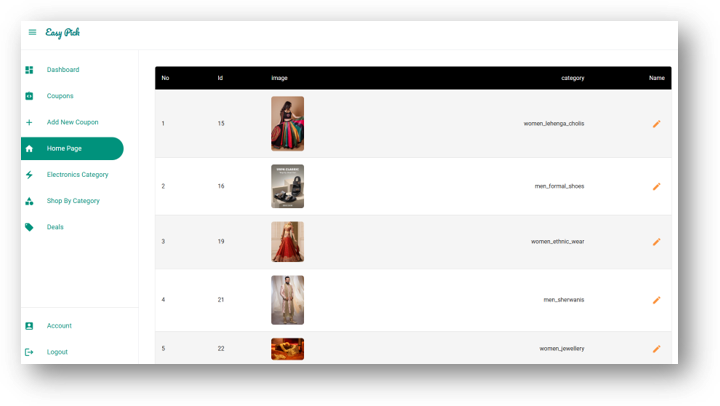 Easy Pick
Dashboard
Coupons
Add New Coupon
Home Page
Electronics Category
Shop By Category
Deals
Account
Logout
No Id image category Name
1 15 women_lehenga_cholis
2 16 men_formal_shoes
3 19 women_ethnic_wear
4 21 men_sherwanis
5 22 women_jewellery